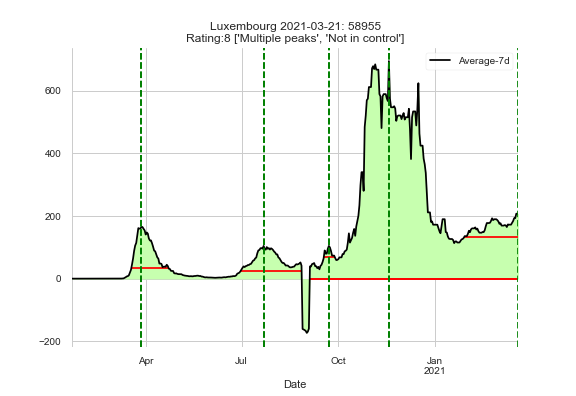 Luxembourg 2021-03-21: 58955
Rating:8 ['Multiple peaks', 'Not in control']
Average-7d
600
400
200
0
−200
Apr
Jul
Oct
Jan
2021
Date